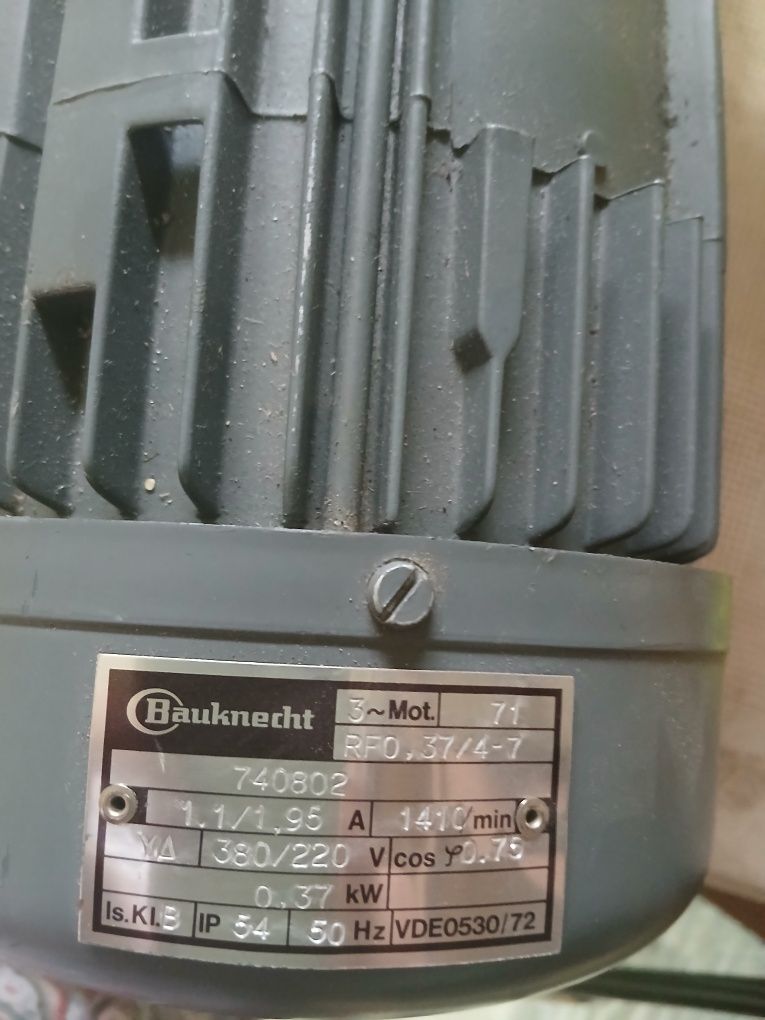 Bauknecht 3~Mot. 71
RF0,37/4-7
740802
1.1/1,95 A 1410/min
Y/Δ 380/220 V cos φ0.75
0,37 kW
Is.Kl.B IP 54 50 Hz VDE0530/72